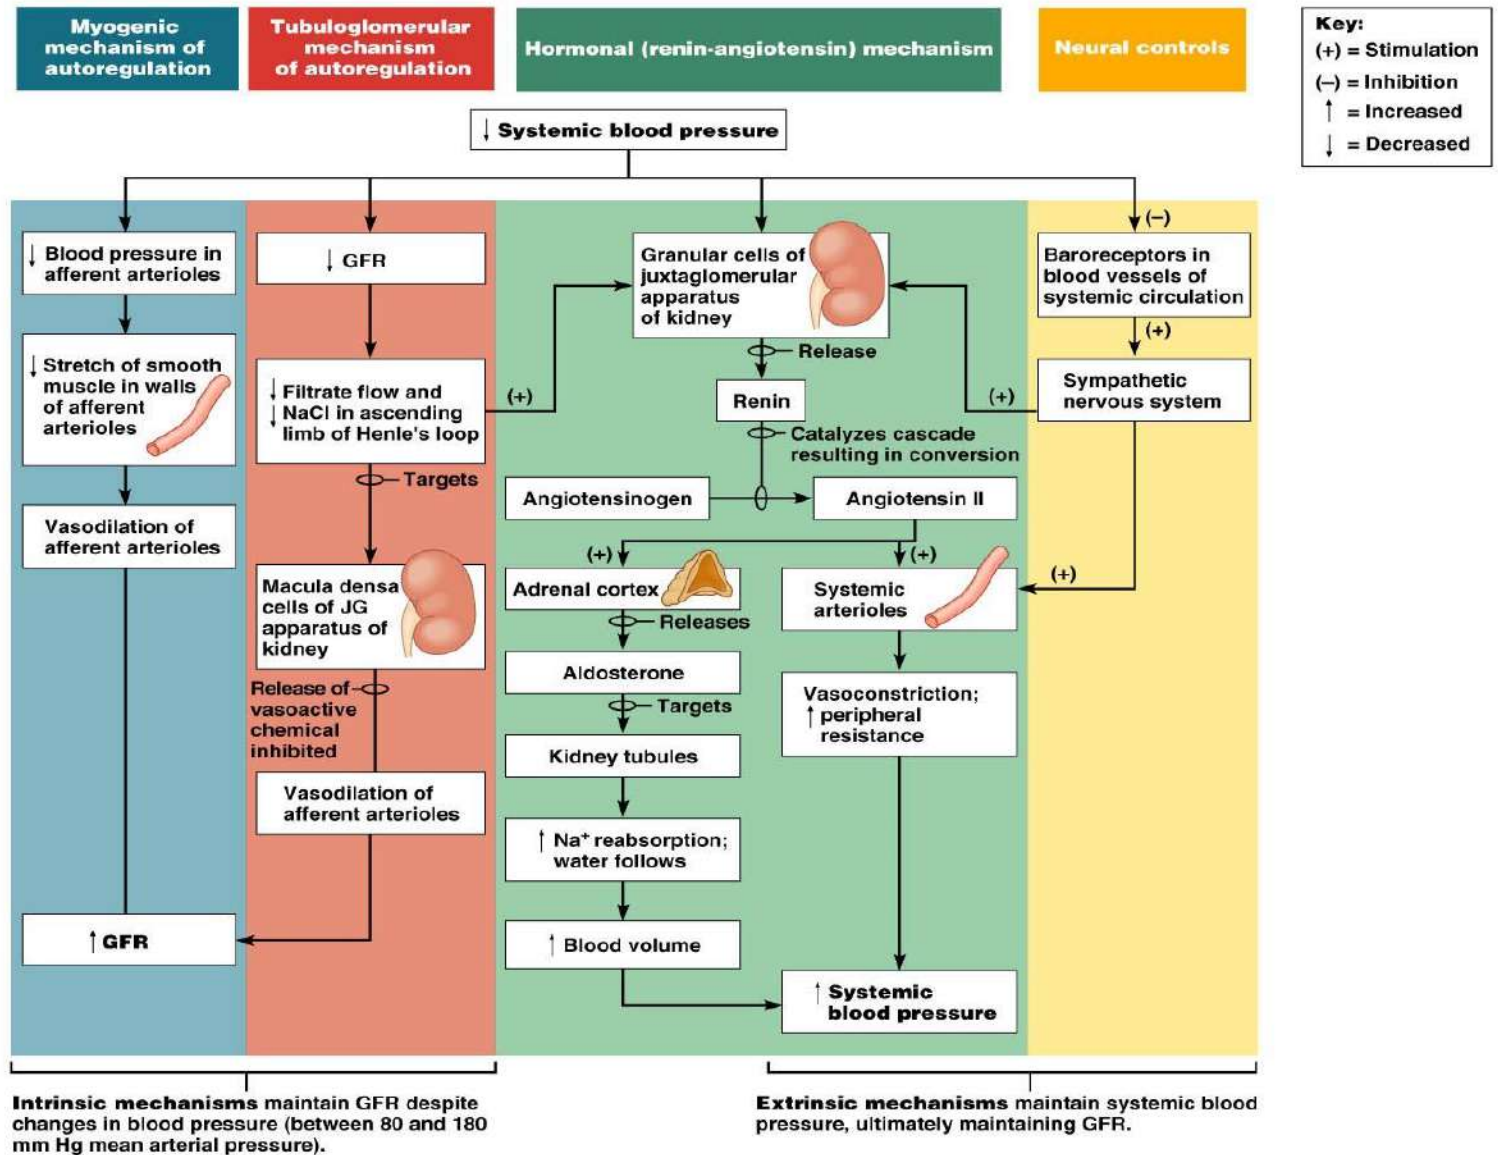 Myogenic
mechanism of
autoregulation
Tubuloglomerular
mechanism
of autoregulation
Hormonal (renin-angiotensin) mechanism
Neural controls
Key:
(+) = Stimulation
(–) = Inhibition
↑ = Increased
↓ = Decreased
↓ Systemic blood pressure
↓ Blood pressure in
afferent arterioles
↓ Stretch of smooth
muscle in walls
of afferent
arterioles
Vasodilation of
afferent arterioles
↑ GFR
↓ GFR
↓ Filtrate flow and
↓ NaCl in ascending
limb of Henle's loop
(+)
Targets
Macula densa
cells of JG
apparatus of
kidney
Release of
vasoactive
chemical
inhibited
Vasodilation of
afferent arterioles
Granular cells of
juxtaglomerular
apparatus
of kidney
Release
Renin
Catalyzes cascade
resulting in conversion
Angiotensinogen
Angiotensin II
(+)
(+)
Adrenal cortex
Releases
Aldosterone
Targets
Kidney tubules
↑ Na⁺ reabsorption;
water follows
↑ Blood volume
Systemic
arterioles
Vasoconstriction;
↑ peripheral
resistance
↑ Systemic
blood pressure
(–)
Baroreceptors in
blood vessels of
systemic circulation
(+)
Sympathetic
nervous system
(+)
(+)
Intrinsic mechanisms maintain GFR despite
changes in blood pressure (between 80 and 180
mm Hg mean arterial pressure).
Extrinsic mechanisms maintain systemic blood
pressure, ultimately maintaining GFR.